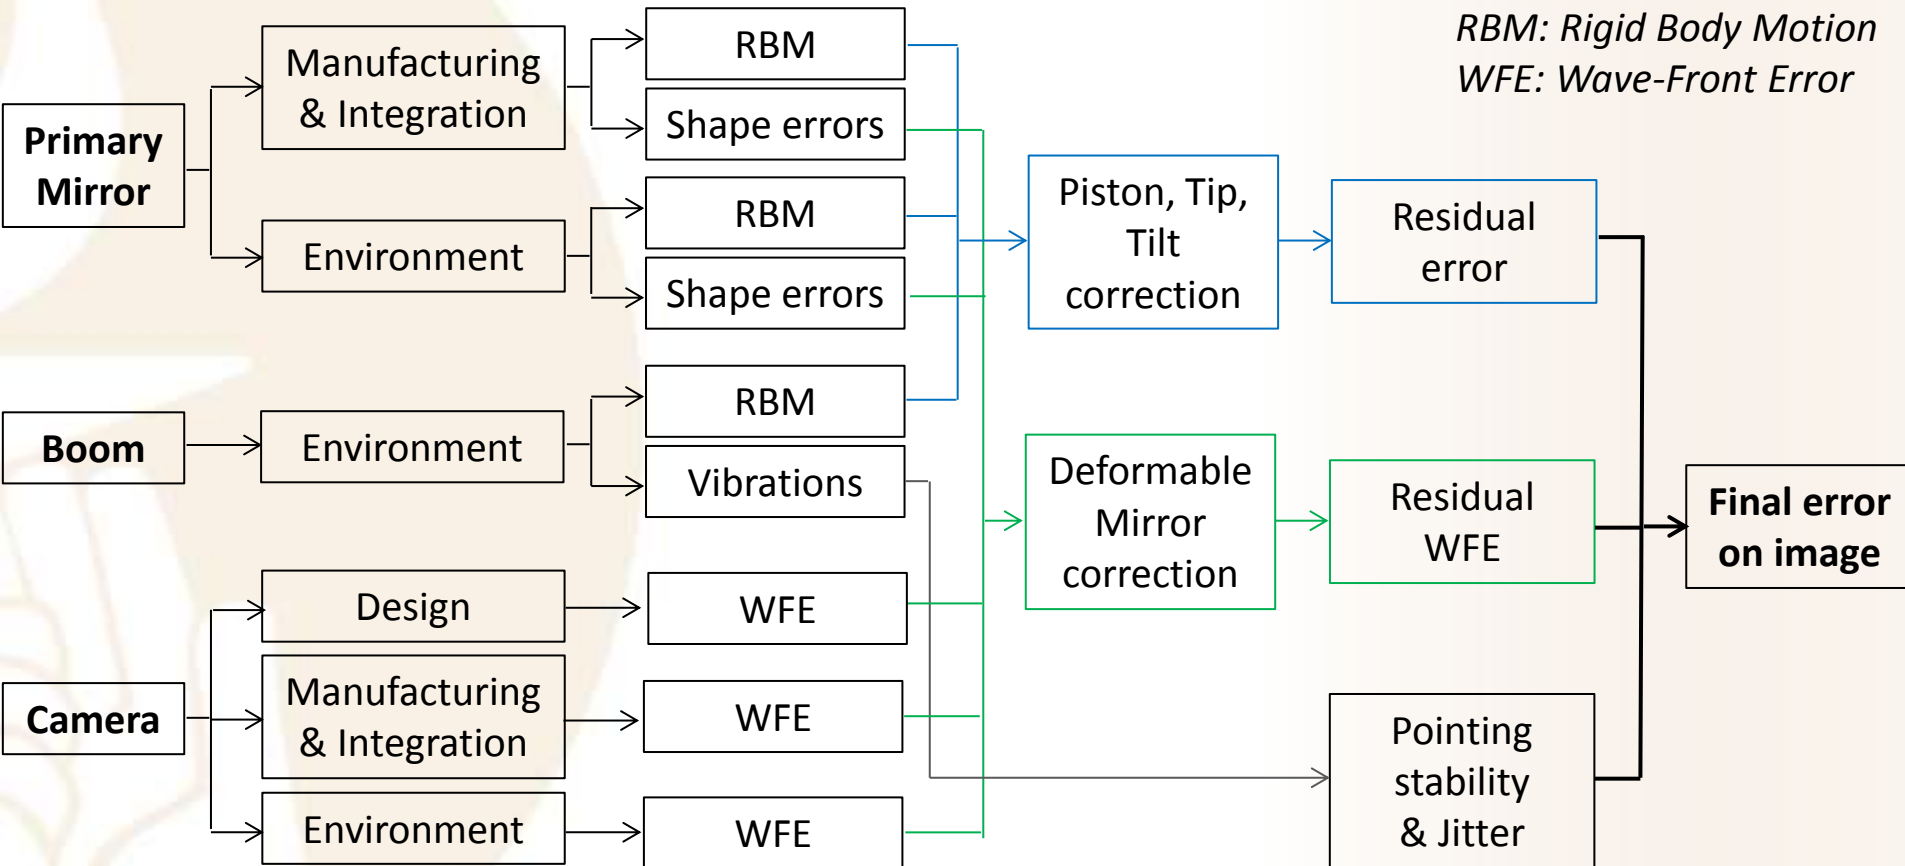 RBM: Rigid Body Motion
WFE: Wave-Front Error
Primary
Mirror
Manufacturing
& Integration
RBM
Shape errors
Environment
RBM
Shape errors
Boom
Environment
RBM
Vibrations
Camera
Design
WFE
Manufacturing
& Integration
WFE
Environment
WFE
Piston, Tip,
Tilt
correction
Residual
error
Deformable
Mirror
correction
Residual
WFE
Pointing
stability
& Jitter
Final error
on image